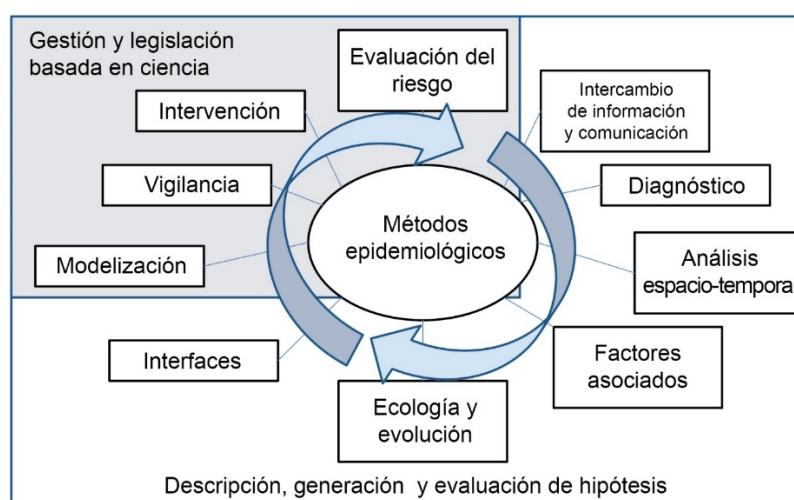 Gestión y legislación
basada en ciencia
Evaluación del
riesgo
Intervención
Intercambio
de información
y comunicación
Vigilancia
Diagnóstico
Métodos
epidemiológicos
Modelización
Análisis
espacio-tempora
Interfaces
Factores
asociados
Ecología y
evolución
Descripción, generación y evaluación de hipótesis